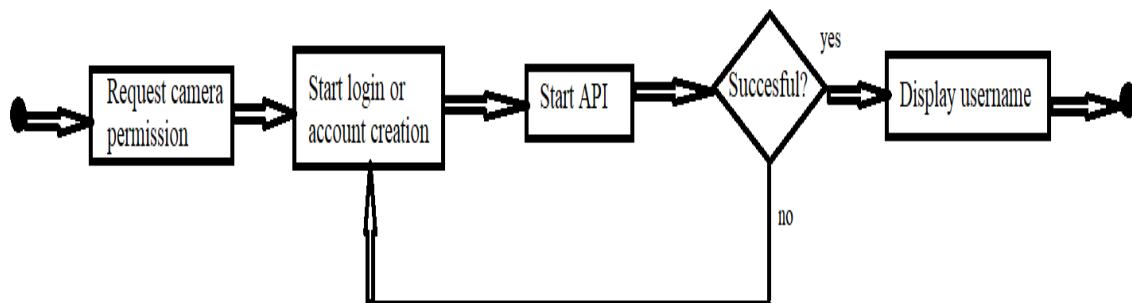 Request camera
permission
Start login or
account creation
Start API
Succesful?
yes
Display username
no